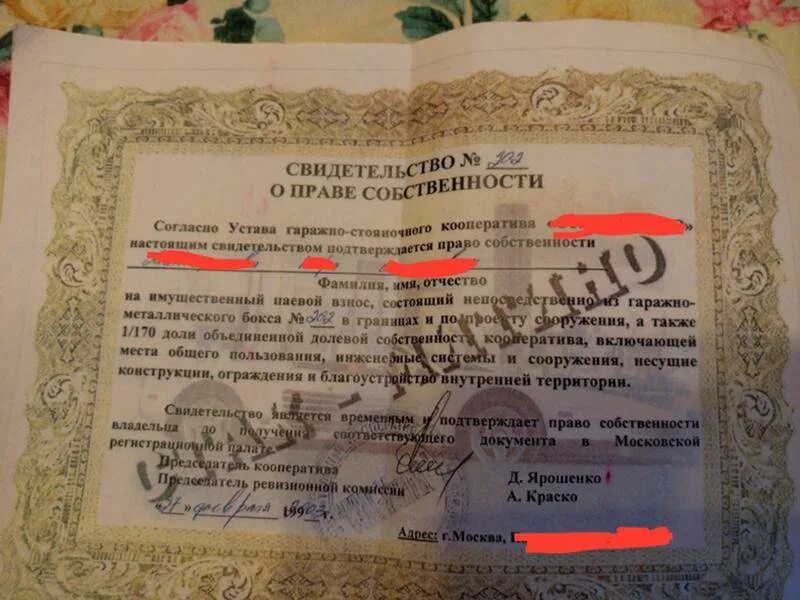 СВИДЕТЕЛЬСТВО № 202
О ПРАВЕ СОБСТВЕННОСТИ
Согласно Устава гаражно-стояночного кооператива « »
настоящим свидетельством подтверждается право собственности
Фамилия, имя, отчество
на имущественный паевой взнос, состоящий непосредственно из гаражно-
металлического бокса № 202 в границах и по проекту сооружения, а также
1/170 доли объединенной долевой собственности кооператива, включающей
места общего пользования, инженерные системы и сооружения, несущие
конструкции, ограждения и благоустройство внутренней территории.
Свидетельство является временным и подтверждает право собственности
владельца до получения соответствующего документа в Московской
регистрационной палате.
Председатель кооператива Д. Ярошенко
Председатель ревизионной комиссии А. Краско
февраля г.
Адрес: г.Москва,